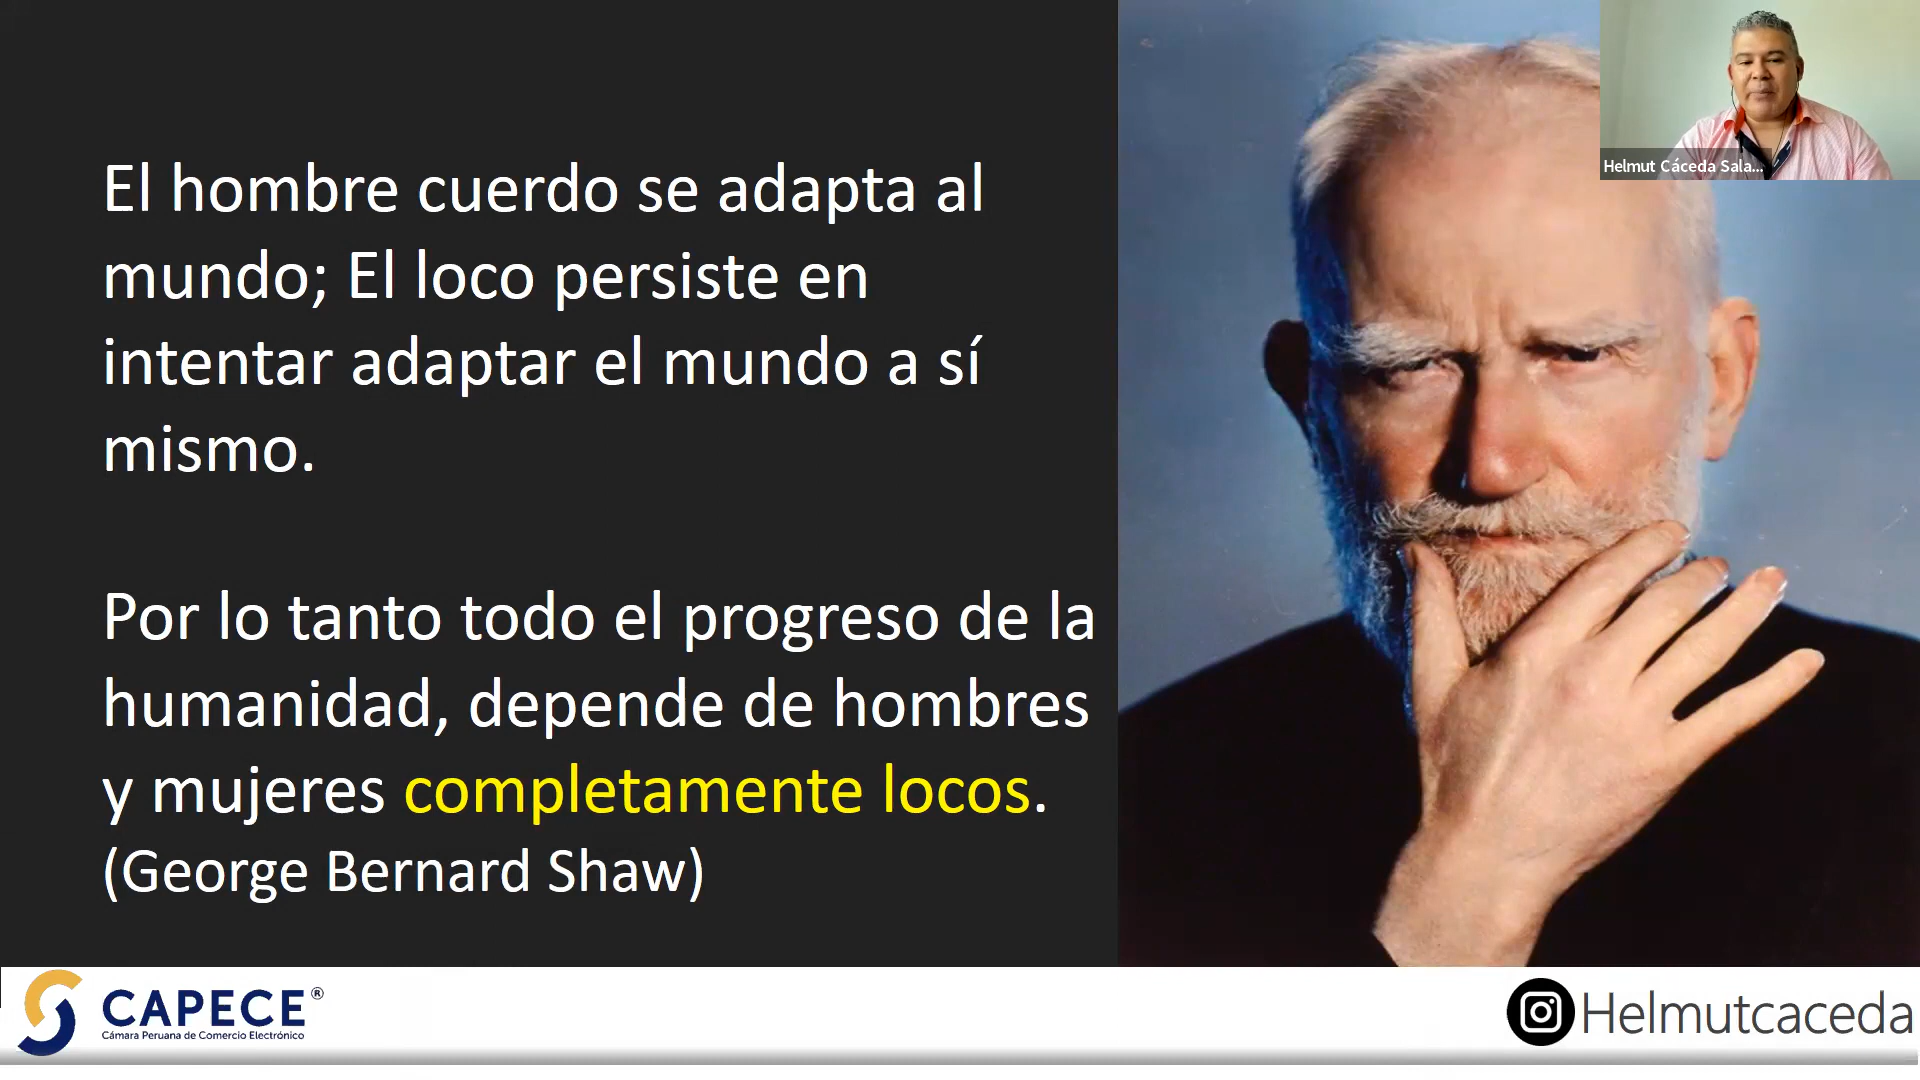 El hombre cuerdo se adapta al
mundo; El loco persiste en
intentar adaptar el mundo a sí
mismo.
Por lo tanto todo el progreso de la
humanidad, depende de hombres
y mujeres completamente locos.
(George Bernard Shaw)
Helmut Cáceda Sala...
CAPECE®
Cámara Peruana de Comercio Electrónico
Helmutcaceda